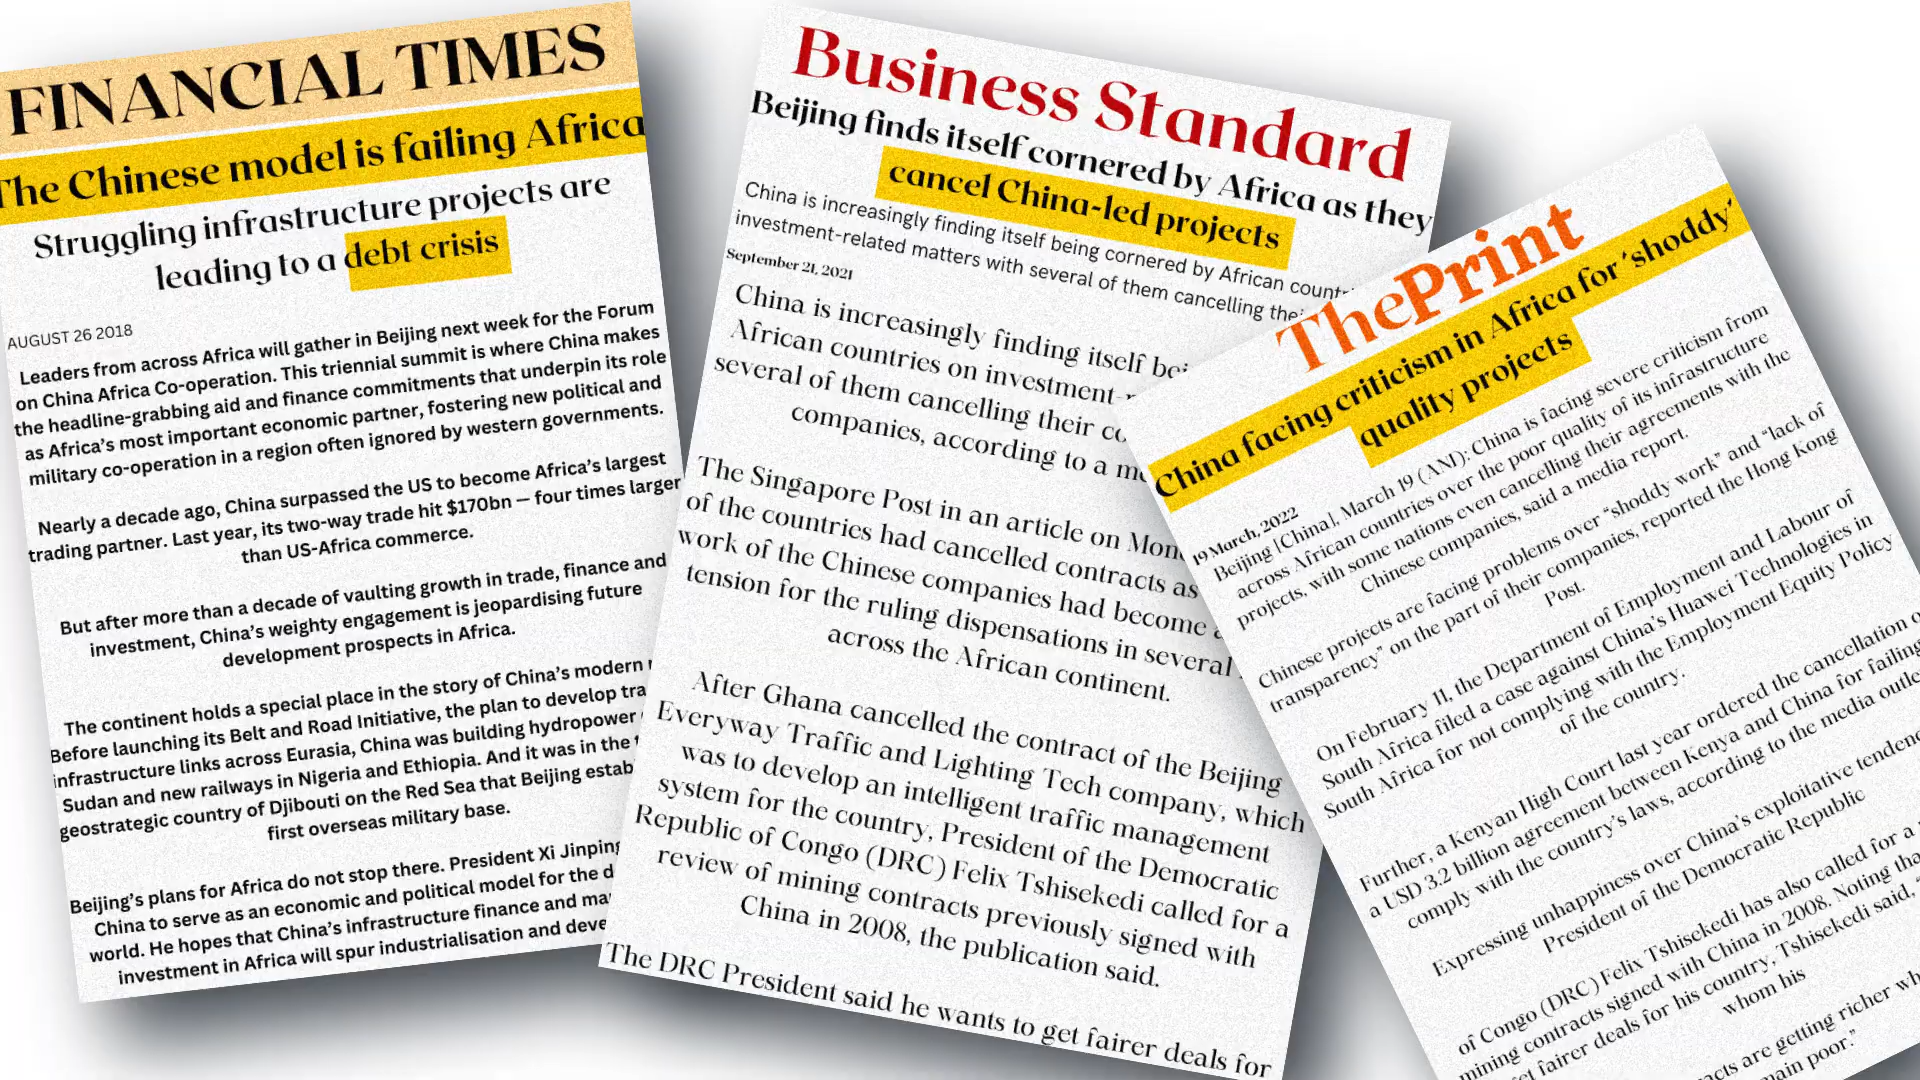 FINANCIAL TIMES
The Chinese model is failing Africa
Struggling infrastructure projects are
leading to a debt crisis
AUGUST 26 2018
Leaders from across Africa will gather in Beijing next week for the Forum
on China Africa Co-operation. This triennial summit is where China makes
the headline-grabbing aid and finance commitments that underpin its role
as Africa's most important economic partner, fostering new political and
military co-operation in a region often ignored by western governments.
Nearly a decade ago, China surpassed the US to become Africa's largest
trading partner. Last year, its two-way trade hit $170bn — four times larger
than US-Africa commerce.
But after more than a decade of vaulting growth in trade, finance and
investment, China's weighty engagement is jeopardising future
development prospects in Africa.
The continent holds a special place in the story of China's modern
Before launching its Belt and Road Initiative, the plan to develop tra
infrastructure links across Eurasia, China was building hydropower
Sudan and new railways in Nigeria and Ethiopia. And it was in the
geostrategic country of Djibouti on the Red Sea that Beijing estab
first overseas military base.
Beijing's plans for Africa do not stop there. President Xi Jinping
China to serve as an economic and political model for the d
world. He hopes that China's infrastructure finance and ma
investment in Africa will spur industrialisation and deve
Business Standard
Beijing finds itself cornered by Africa as they
cancel China-led projects
China is increasingly finding itself being cornered by African countr
investment-related matters with several of them cancelling thei
September 21, 2021
China is increasingly finding itself bei
African countries on investment-
several of them cancelling their co
companies, according to a me
The Singapore Post in an article on Mon
of the countries had cancelled contracts as
work of the Chinese companies had become a
tension for the ruling dispensations in several
across the African continent.
After Ghana cancelled the contract of the Beijing
Everyway Traffic and Lighting Tech company, which
was to develop an intelligent traffic management
system for the country, President of the Democratic
Republic of Congo (DRC) Felix Tshisekedi called for a
review of mining contracts previously signed with
China in 2008, the publication said.
The DRC President said he wants to get fairer deals for
ThePrint
China facing criticism in Africa for 'shoddy'
quality projects
19 March, 2022
Beijing [China], March 19 (ANI): China is facing severe criticism from
across African countries over the poor quality of its infrastructure
projects, with some nations even cancelling their agreements with the
Chinese companies, said a media report.
Chinese projects are facing problems over "shoddy work" and "lack of
transparency" on the part of their companies, reported the Hong Kong
Post.
On February 11, the Department of Employment and Labour of
South Africa filed a case against China's Huawei Technologies in
South Africa for not complying with the Employment Equity Policy
of the country.
Further, a Kenyan High Court last year ordered the cancellation o
a USD 3.2 billion agreement between Kenya and China for failing
comply with the country's laws, according to the media outle
Expressing unhappiness over China's exploitative tendenc
President of the Democratic Republic
of Congo (DRC) Felix Tshisekedi has also called for a
mining contracts signed with China in 2008. Noting tha
get fairer deals for his country, Tshisekedi said, "
whom his
acts are getting richer wh
main poor."